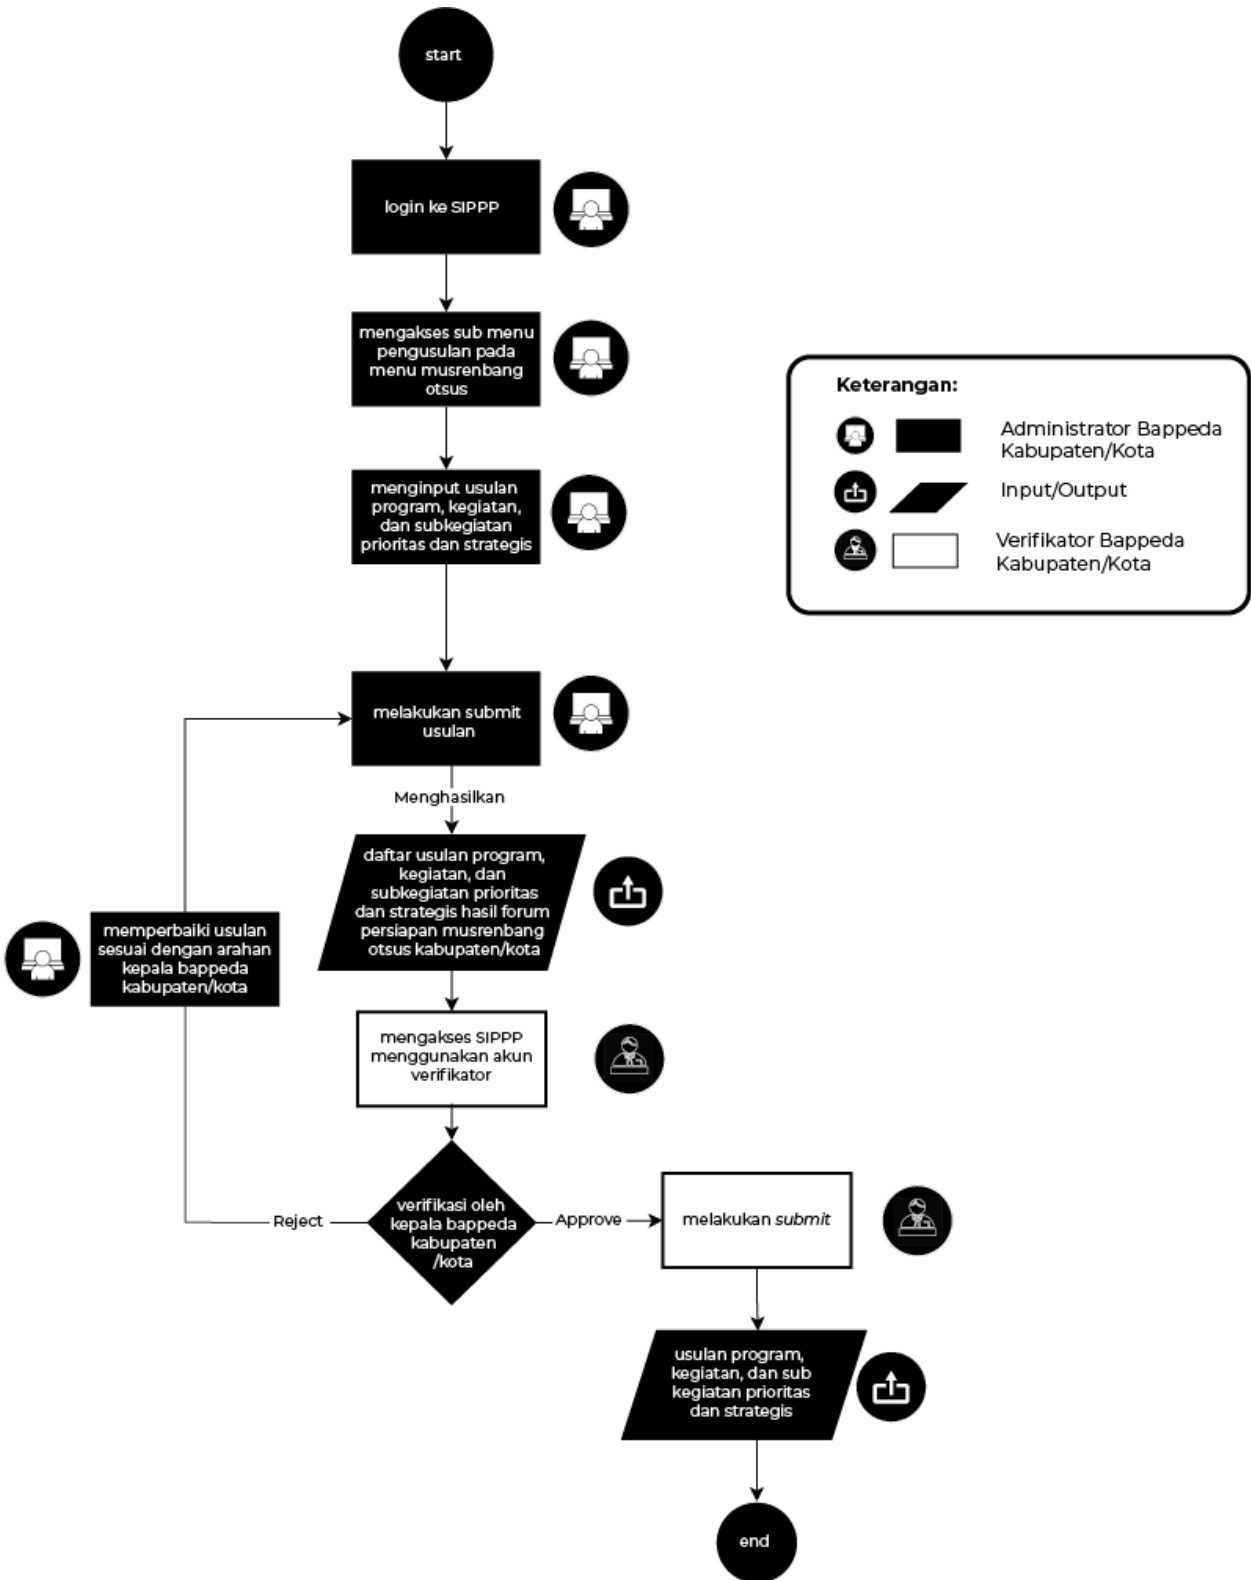 start
login ke SIPPP
mengakses sub menu
pengusulan pada
menu musrenbang
otsus
menginput usulan
program, kegiatan,
dan subkegiatan
prioritas dan strategis
melakukan submit
usulan
Menghasilkan
daftar usulan program,
kegiatan, dan
subkegiatan prioritas
dan strategis hasil forum
persiapan musrenbang
otsus kabupaten/kota
memperbaiki usulan
sesuai dengan arahan
kepala bappeda
kabupaten/kota
mengakses SIPPP
menggunakan akun
verifikator
verifikasi oleh
kepala bappeda
kabupaten
/kota
Reject
Approve
melakukan submit
usulan program,
kegiatan, dan sub
kegiatan prioritas
dan strategis
end
Keterangan:
Administrator Bappeda
Kabupaten/Kota
Input/Output
Verifikator Bappeda
Kabupaten/Kota